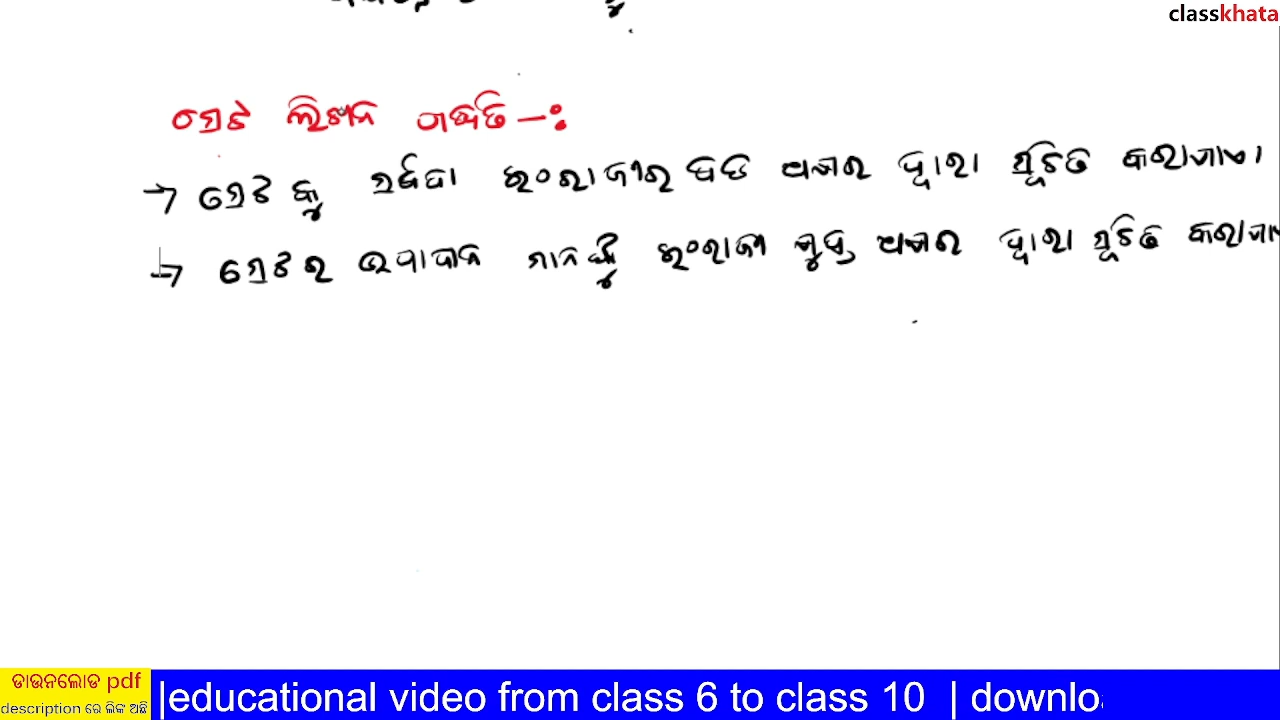 classkhata
ସେଟ ଲିଖନ ପଦ୍ଧତି -:
→ ସେଟ କୁ ସର୍ବଦା ଇଂରାଜୀର ବଡ ଅକ୍ଷର ଦ୍ୱାରା ସୂଚିତ କରାଯାଏ।
→ ସେଟର ଉପାଦାନ ମାନଙ୍କୁ ଇଂରାଜୀ କ୍ଷୁଦ୍ର ଅକ୍ଷର ଦ୍ୱାରା ସୂଚିତ
ଡାଉନଲୋଡ pdf
description ରେ ଲିଙ୍କ ଅଛି
|educational video from class 6 to class 10 | downlo